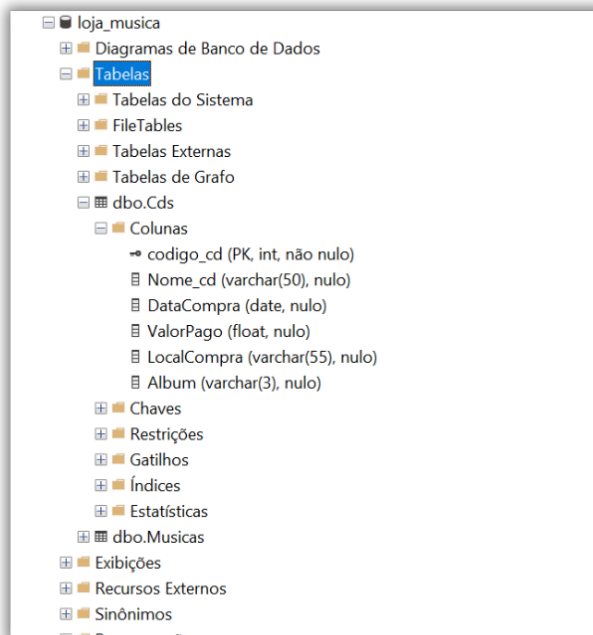 loja_musica
Diagramas de Banco de Dados
Tabelas
Tabelas do Sistema
FileTables
Tabelas Externas
Tabelas de Grafo
dbo.Cds
Colunas
codigo_cd (PK, int, não nulo)
Nome_cd (varchar(50), nulo)
DataCompra (date, nulo)
ValorPago (float, nulo)
LocalCompra (varchar(55), nulo)
Album (varchar(3), nulo)
Chaves
Restrições
Gatilhos
Índices
Estatísticas
dbo.Musicas
Exibições
Recursos Externos
Sinônimos